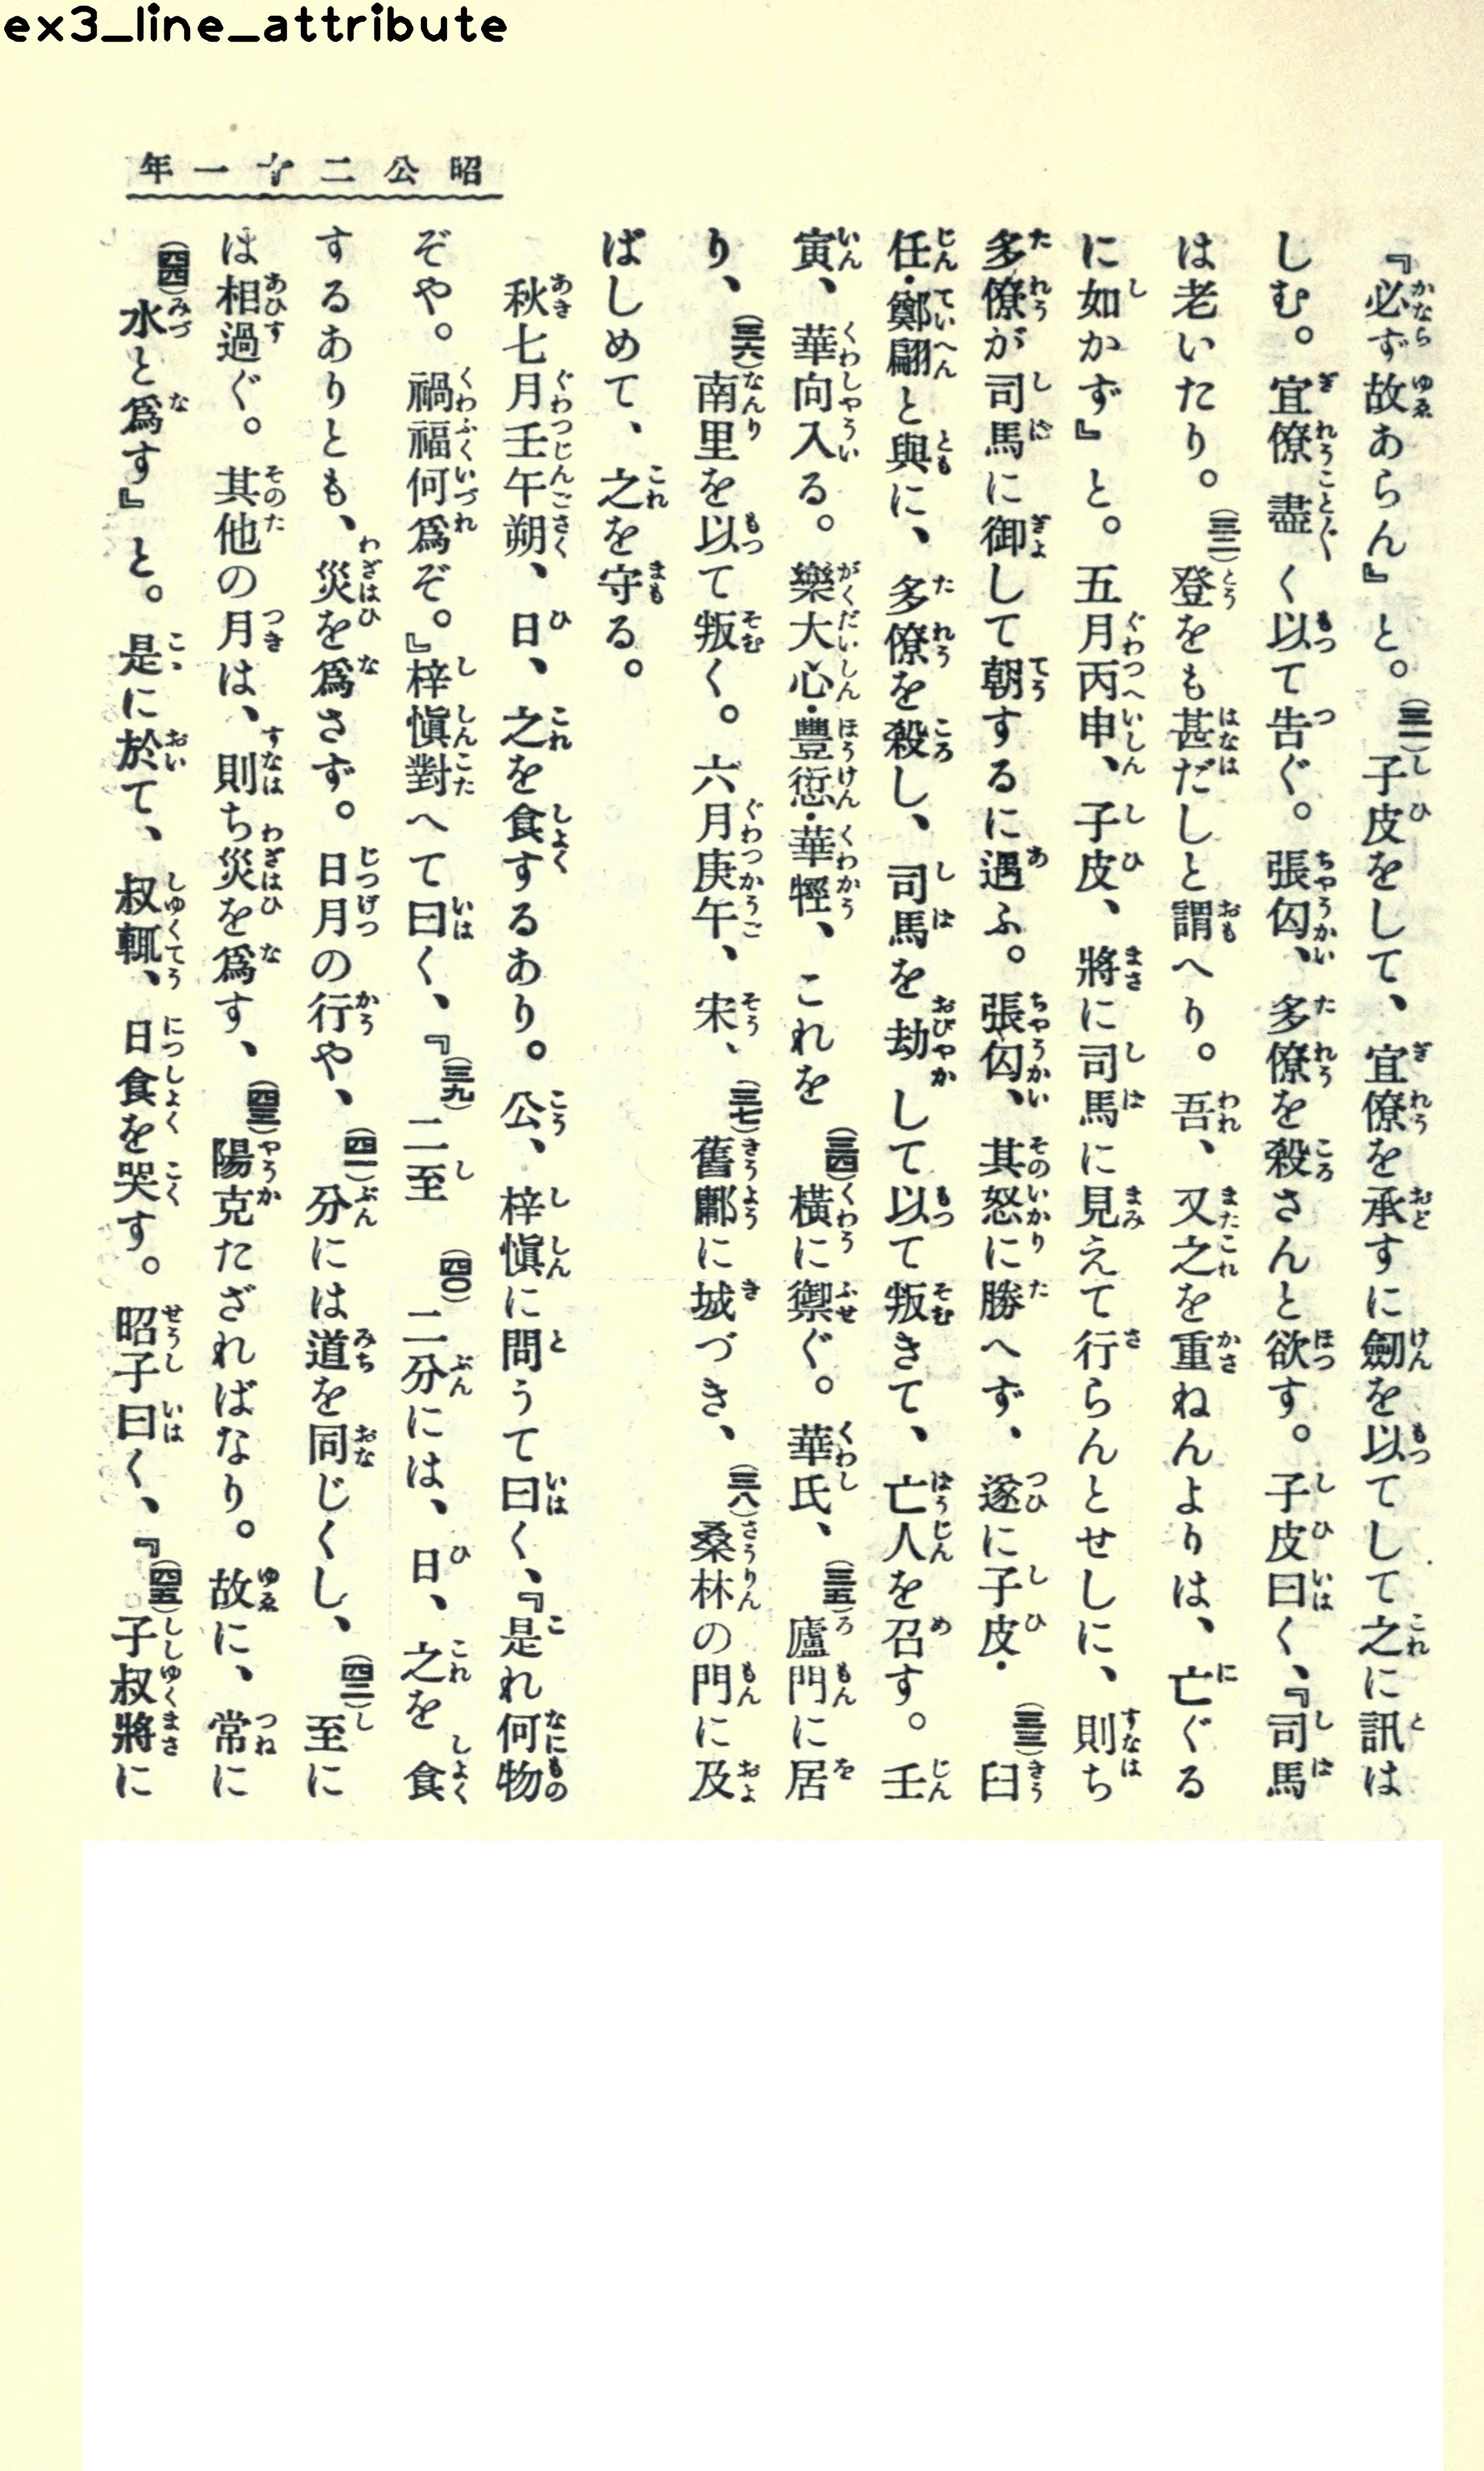 ex3_line_attribute
昭公二十一年
『必ず故あらん』と。(三一)子皮をして、宜僚を承すに劒を以てして之に訊は
しむ。宜僚盡く以て告ぐ。張匄、多僚を殺さんと欲す。子皮曰く、『司馬
は老いたり。(三二)登をも甚だしと謂へり。吾、又之を重ねんよりは、亡ぐる
に如かず』と。五月丙申、子皮、將に司馬に見えて行らんとせしに、則ち
多僚が司馬に御して朝するに遇ふ。張匄、其怒に勝へず、遂に子皮・(三三)臼
任・鄭翩と與に、多僚を殺し、司馬を劫して以て叛きて、亡人を召す。壬
寅、華向入る。樂大心・豐愆・華牼、これを(三四)橫に禦ぐ。華氏、(三五)廬門に居
り、(三六)南里を以て叛く。六月庚午、宋、(三七)舊鄘に城づき、(三八)桑林の門に及
ばしめて、之を守る。
秋七月壬午朔、日、之を食するあり。公、梓愼に問うて曰く、『是れ何物
ぞや。禍福何爲ぞ。』梓愼對へて曰く、『(三九)二至(四〇)二分には、日、之を食
するありとも、災を爲さず。日月の行や、(四一)分には道を同じくし、(四二)至に
は相過ぐ。其他の月は、則ち災を爲す、(四三)陽克たざればなり。故に、常に
(四四)水と爲す』と。是に於て、叔輒、日食を哭す。昭子曰く、『(四五)子叔將に